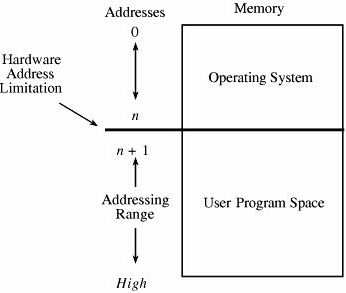 Addresses
Memory
0
Hardware
Address
Limitation
Operating System
n
n + 1
Addressing
Range
User Program Space
High